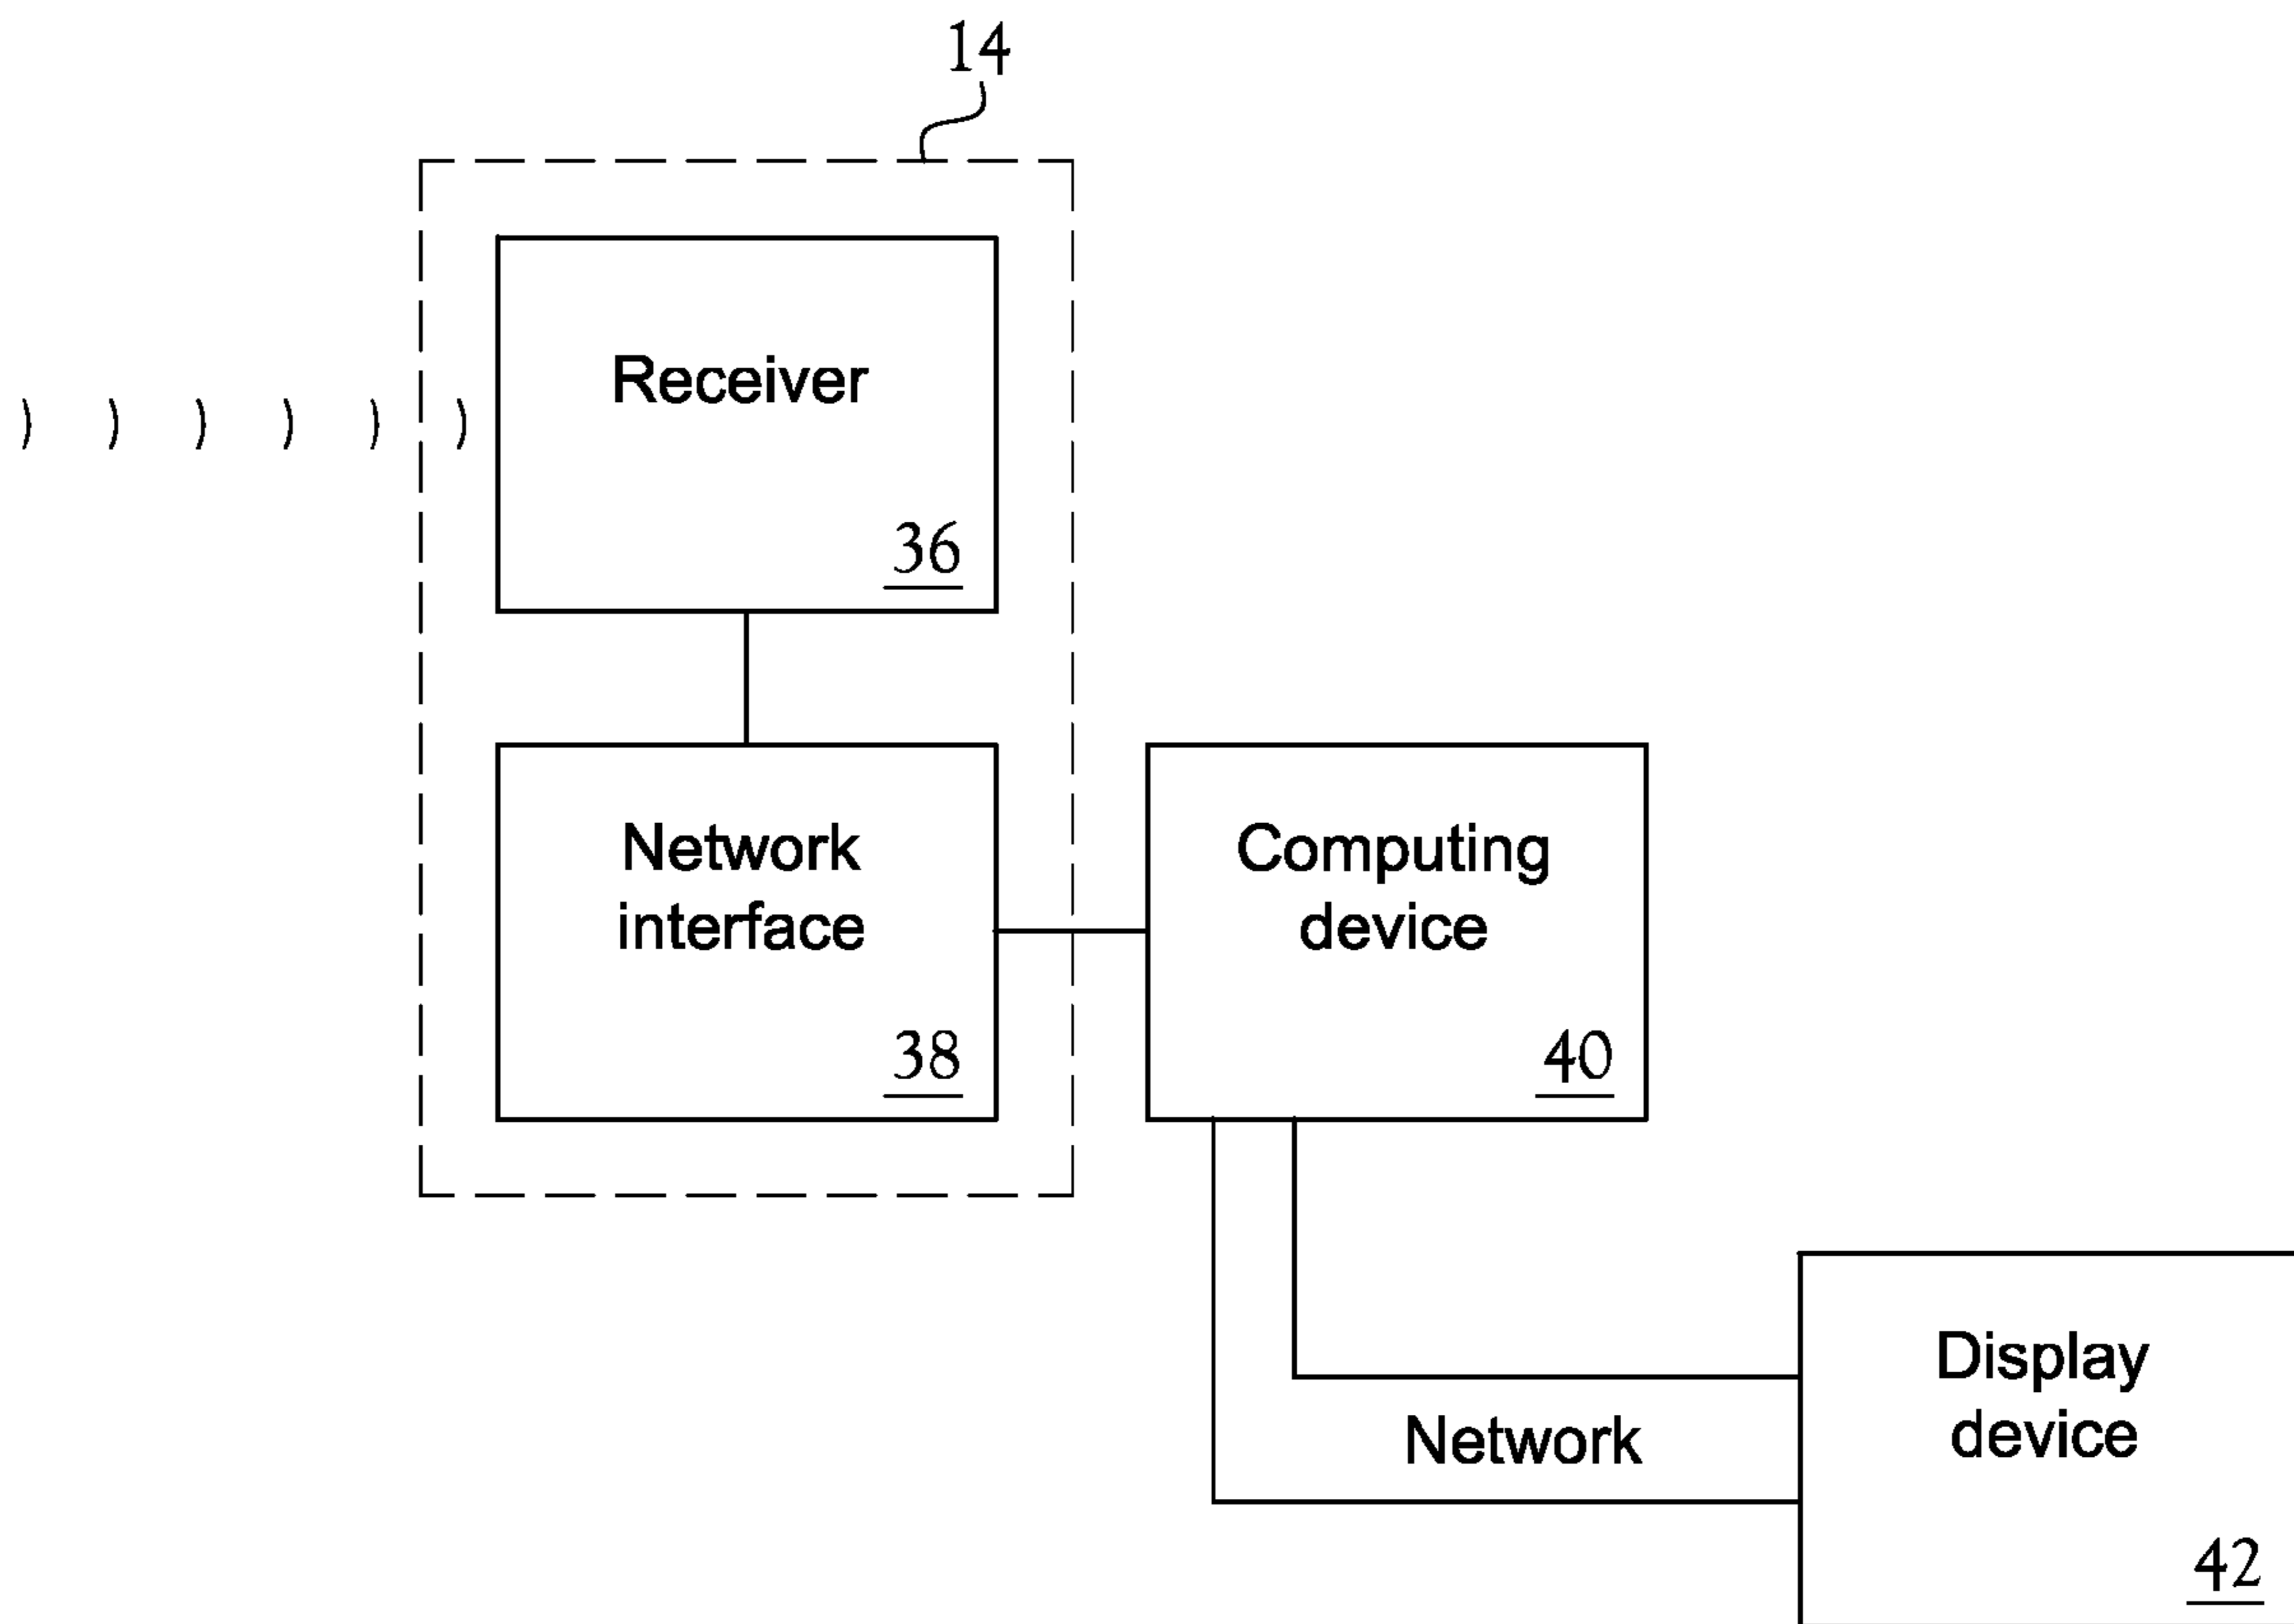 14
Receiver
36
Network
interface
38
Computing
device
40
Network
Display
device
42